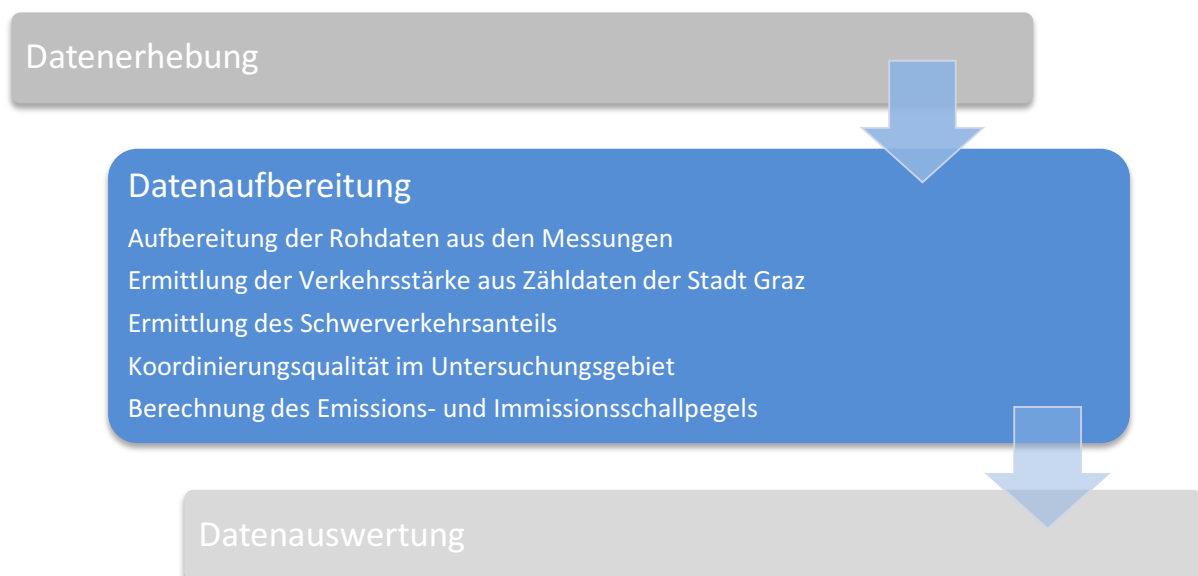 Datenerhebung
Datenaufbereitung
Aufbereitung der Rohdaten aus den Messungen
Ermittlung der Verkehrsstärke aus Zähldaten der Stadt Graz
Ermittlung des Schwerverkehrsanteils
Koordinierungsqualität im Untersuchungsgebiet
Berechnung des Emissions- und Immissionsschallpegels
Datenauswertung